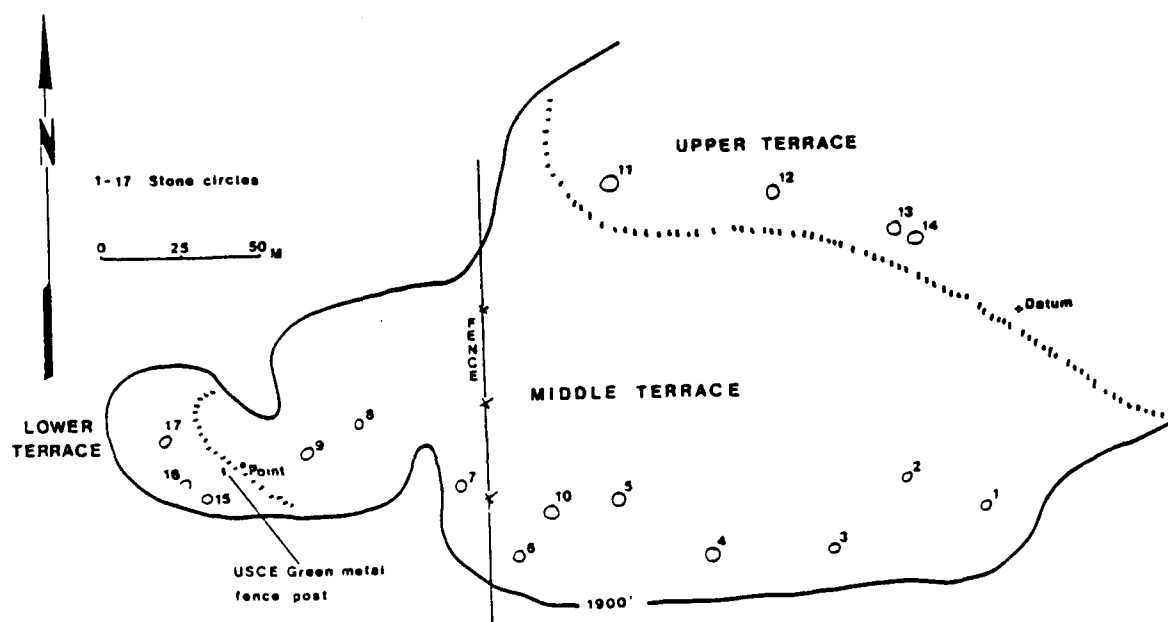 N
1-17 Stone circles
0 25 50 M
UPPER TERRACE
11
12
13
14
Datum
FENCE
MIDDLE TERRACE
LOWER
TERRACE
17
16
15
9
8
Point
7
10
5
6
4
3
2
1
USCE Green metal
fence post
1900'